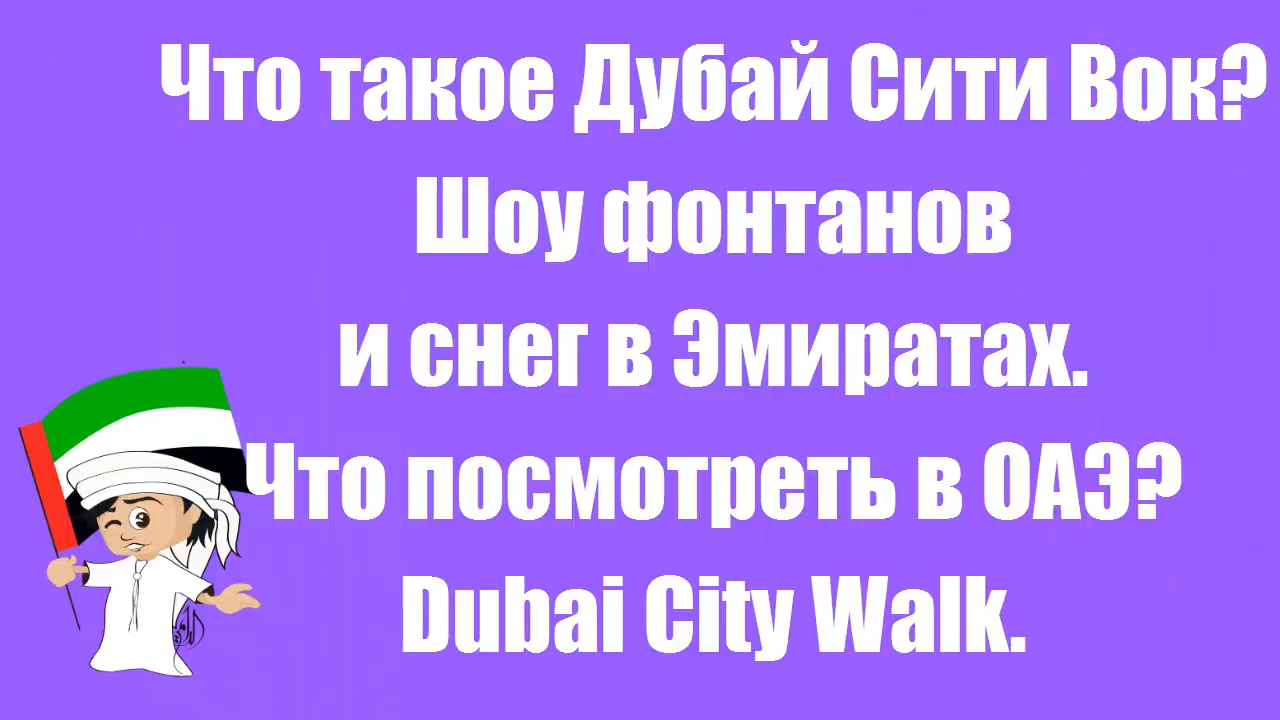 Что такое Дубай Сити Вок?
Шоу фонтанов
и снег в Эмиратах.
Что посмотреть в ОАЭ?
Dubai City Walk.